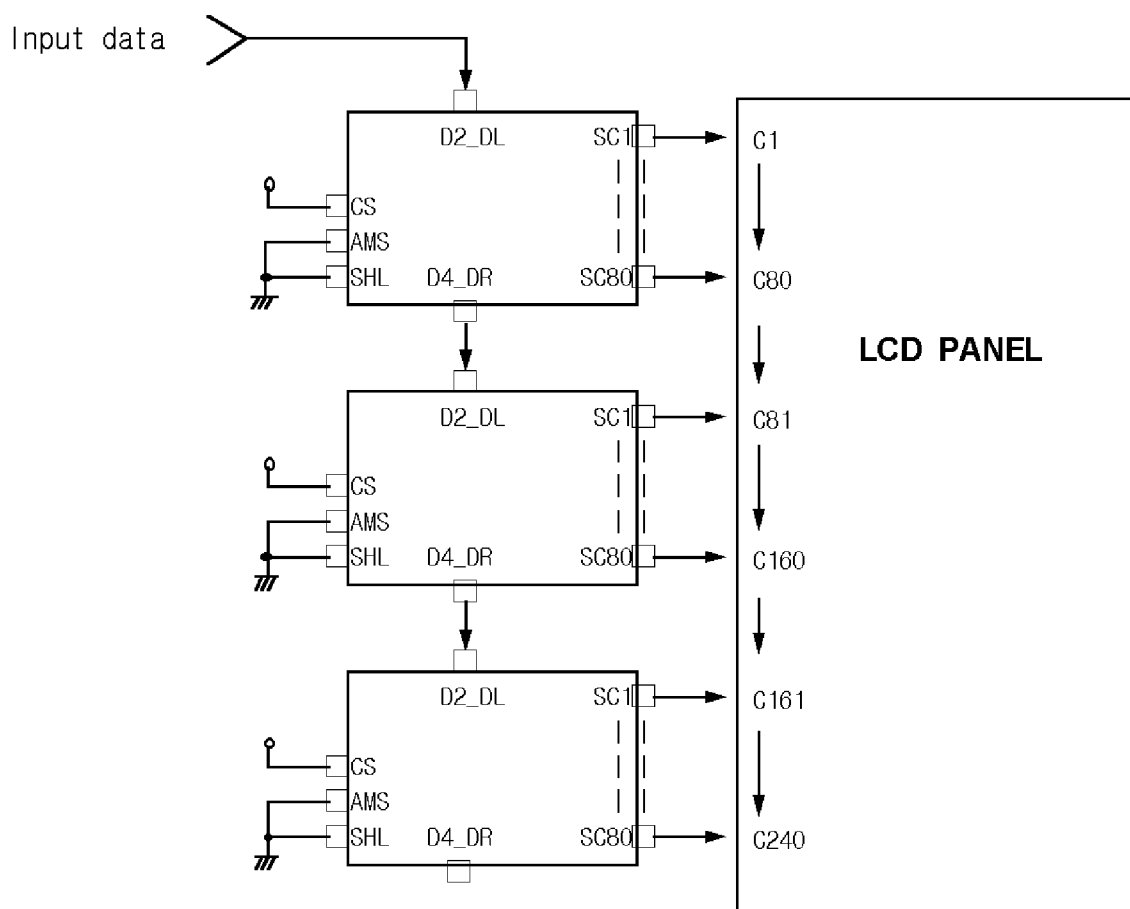 Input data
D2_DL SC1 C1
CS
AMS
SHL D4_DR SC80 C80
LCD PANEL
D2_DL SC1 C81
CS
AMS
SHL D4_DR SC80 C160
D2_DL SC1 C161
CS
AMS
SHL D4_DR SC80 C240